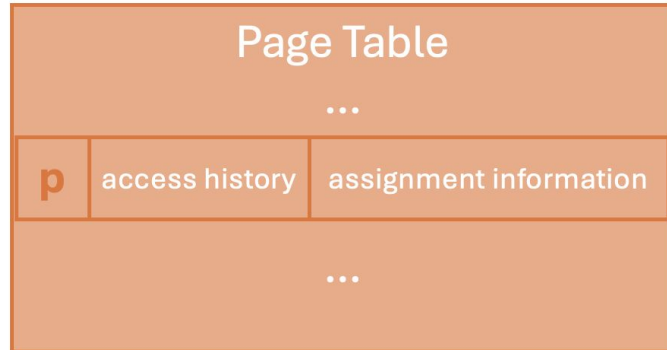 Page Table
...
p access history assignment information
...